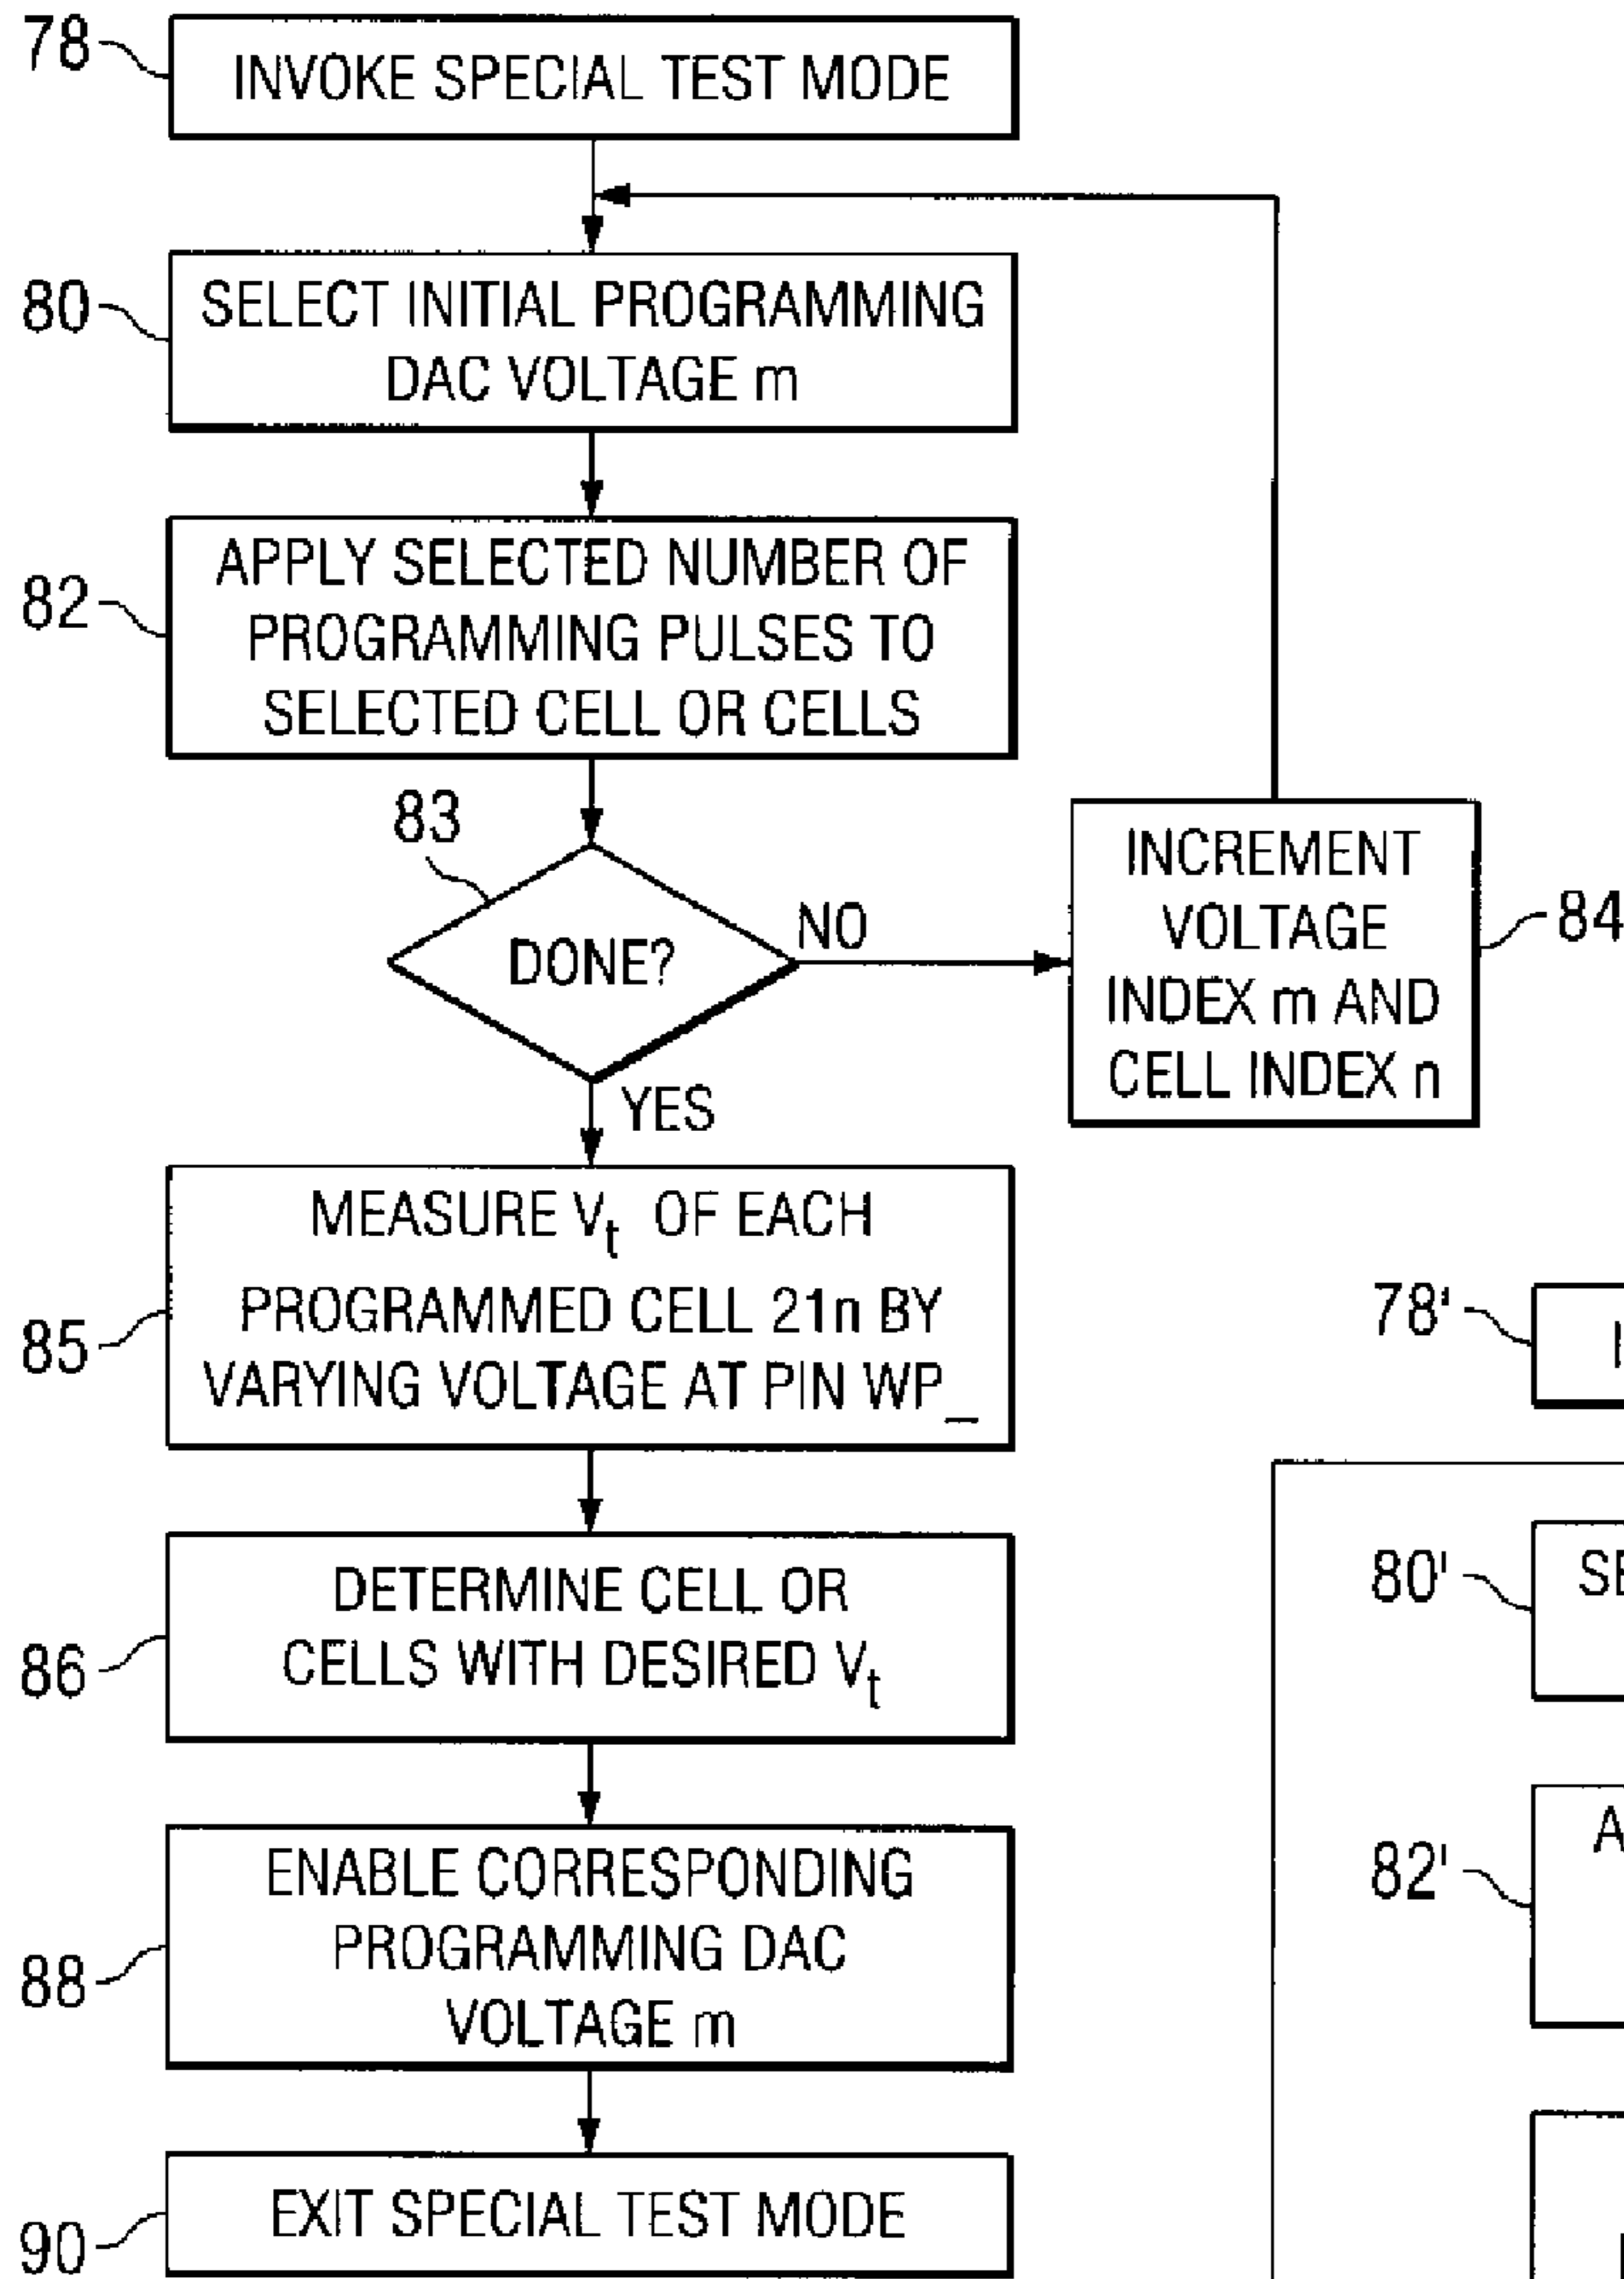 78
INVOKE SPECIAL TEST MODE
80
SELECT INITIAL PROGRAMMING
DAC VOLTAGE m
82
APPLY SELECTED NUMBER OF
PROGRAMMING PULSES TO
SELECTED CELL OR CELLS
83
DONE?
NO
YES
INCREMENT
VOLTAGE
INDEX m AND
CELL INDEX n
84
85
MEASURE Vt OF EACH
PROGRAMMED CELL 21n BY
VARYING VOLTAGE AT PIN WP_
86
DETERMINE CELL OR
CELLS WITH DESIRED Vt
88
ENABLE CORRESPONDING
PROGRAMMING DAC
VOLTAGE m
90
EXIT SPECIAL TEST MODE
78'
80'
SE
82'
A